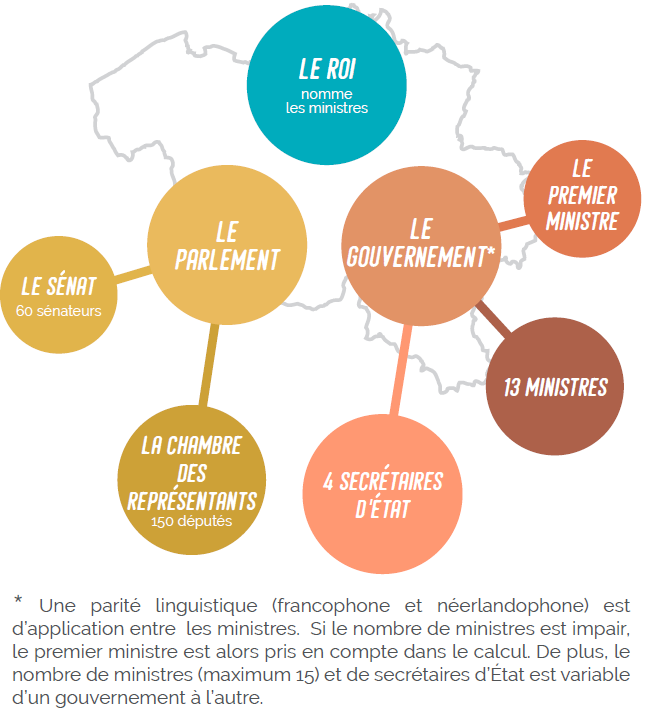 LE ROI
nomme
les ministres
LE
PARLEMENT
LE
GOUVERNEMENT*
LE
PREMIER
MINISTRE
LE SÉNAT
60 sénateurs
13 MINISTRES
LA CHAMBRE
DES
REPRÉSENTANTS
150 députés
4 SECRÉTAIRES
D'ÉTAT
* Une parité linguistique (francophone et néerlandophone) est
d'application entre les ministres. Si le nombre de ministres est impair,
le premier ministre est alors pris en compte dans le calcul. De plus, le
nombre de ministres (maximum 15) et de secrétaires d'État est variable
d'un gouvernement à l'autre.